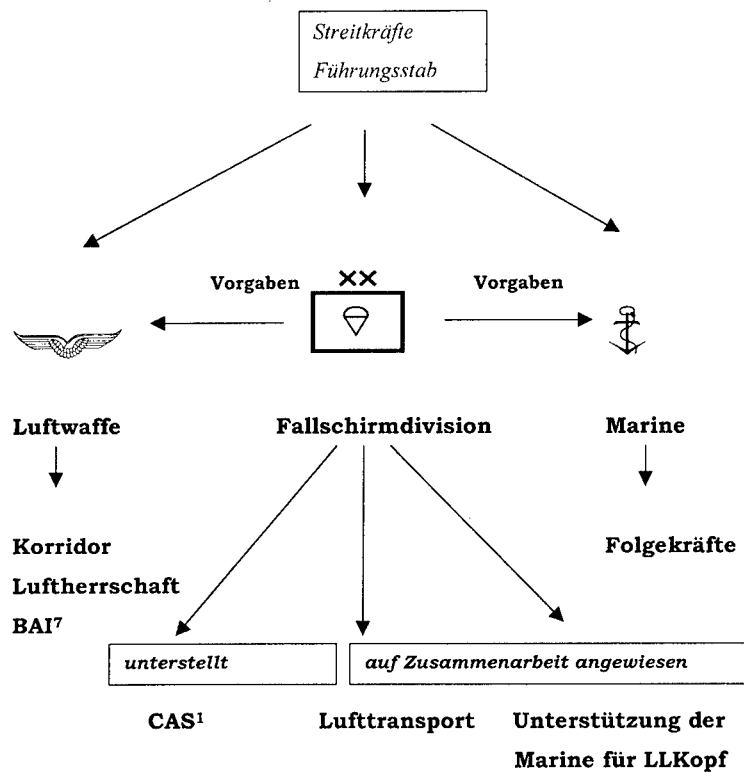 Streitkräfte
Führungsstab
Vorgaben
Vorgaben
Luftwaffe
Fallschirmdivision
Marine
Korridor
Luftherrschaft
BAI⁷
Folgekräfte
unterstellt
auf Zusammenarbeit angewiesen
CAS¹
Lufttransport
Unterstützung der
Marine für LLKopf